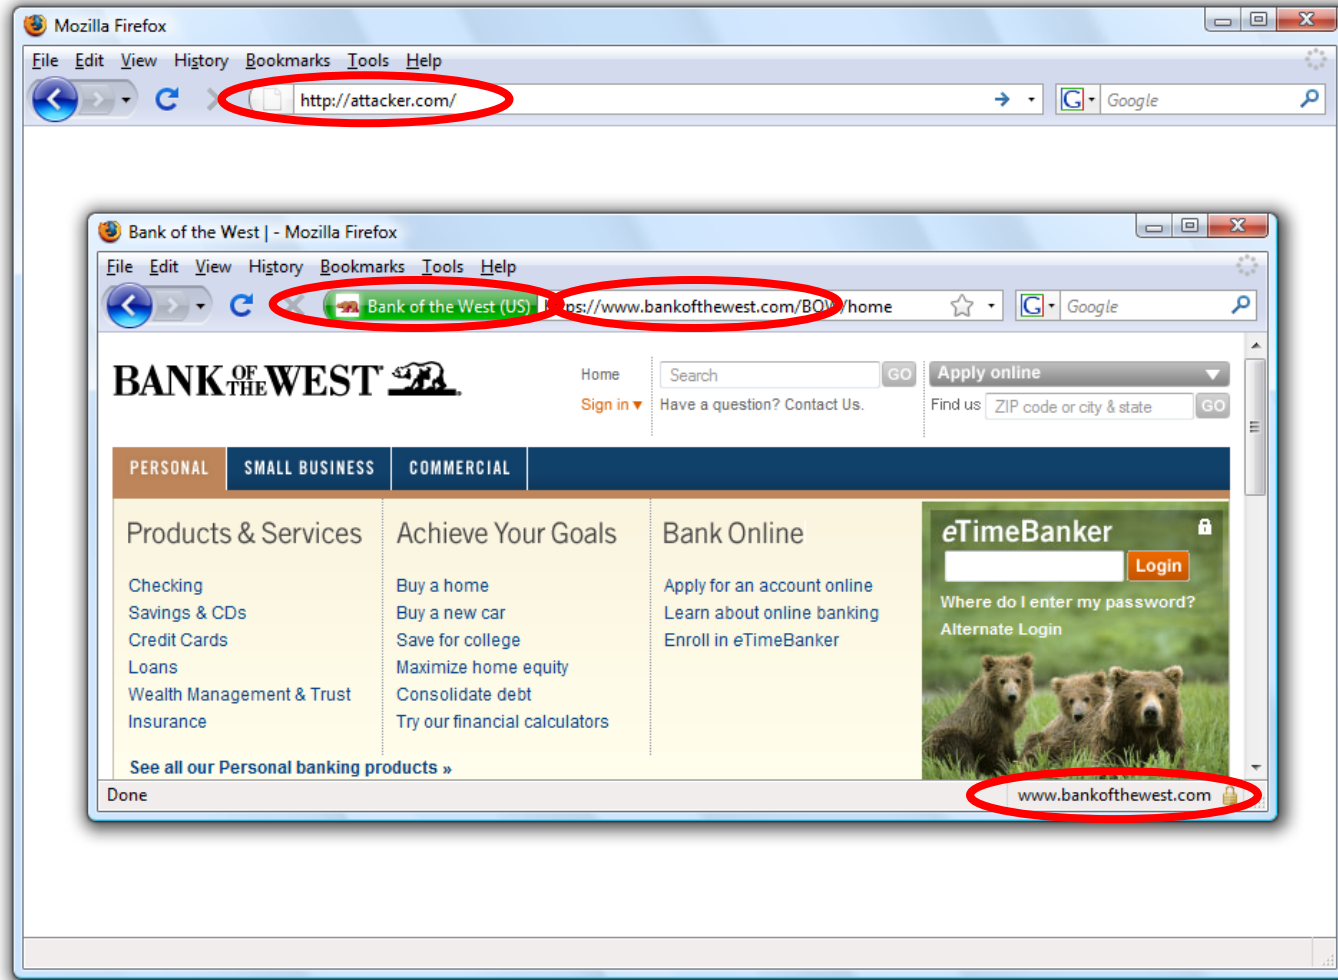 Mozilla Firefox
File Edit View History Bookmarks Tools Help
http://attacker.com/
Google
Bank of the West | - Mozilla Firefox
File Edit View History Bookmarks Tools Help
Bank of the West (US) ps://www.bankofthewest.com/BOW/home
Google
BANK OF THE WEST
Home
Search
GO
Apply online
Sign in
Have a question? Contact Us.
Find us
ZIP code or city & state
GO
PERSONAL SMALL BUSINESS COMMERCIAL
Products & Services
Checking
Savings & CDs
Credit Cards
Loans
Wealth Management & Trust
Insurance
See all our Personal banking products »
Achieve Your Goals
Buy a home
Buy a new car
Save for college
Maximize home equity
Consolidate debt
Try our financial calculators
Bank Online
Apply for an account online
Learn about online banking
Enroll in eTimeBanker
eTimeBanker
Login
Where do I enter my password?
Alternate Login
Done
www.bankofthewest.com